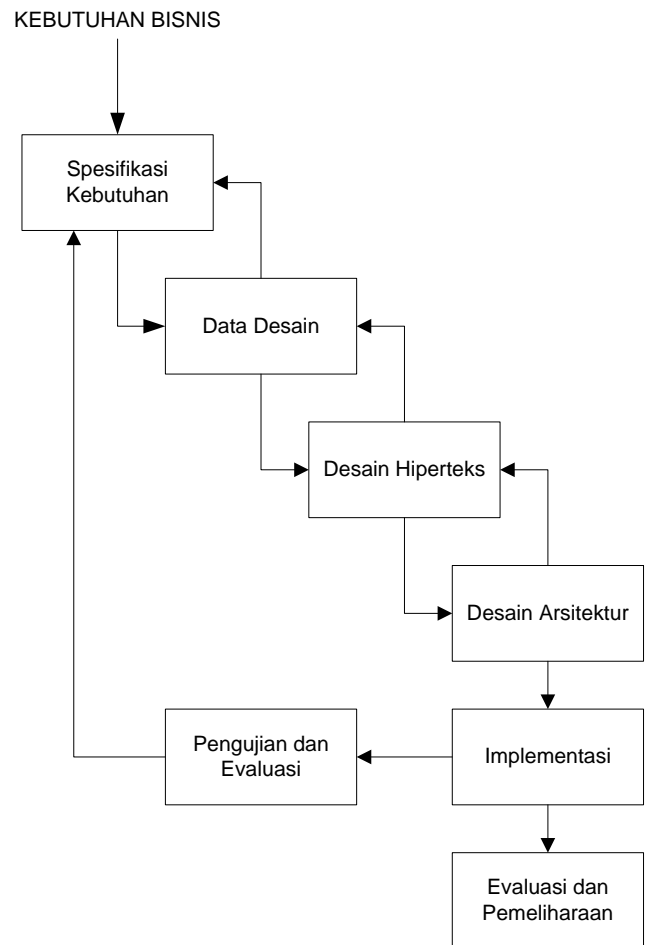 KEBUTUHAN BISNIS
Spesifikasi
Kebutuhan
Data Desain
Desain Hiperteks
Desain Arsitektur
Pengujian dan
Evaluasi
Implementasi
Evaluasi dan
Pemeliharaan